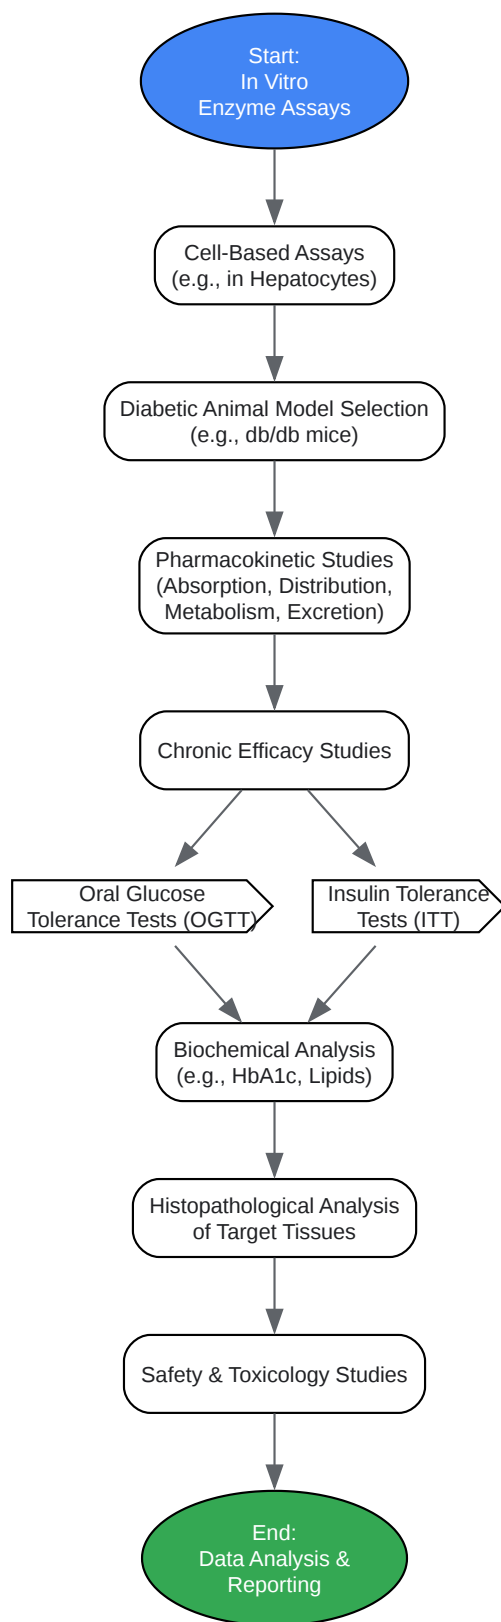 Start:
In Vitro
Enzyme Assays
Cell-Based Assays
(e.g., in Hepatocytes)
Diabetic Animal Model Selection
(e.g., db/db mice)
Pharmacokinetic Studies
(Absorption, Distribution,
Metabolism, Excretion)
Chronic Efficacy Studies
Oral Glucose
Tolerance Tests (OGTT)
Insulin Tolerance
Tests (ITT)
Biochemical Analysis
(e.g., HbA1c, Lipids)
Histopathological Analysis
of Target Tissues
Safety & Toxicology Studies
End:
Data Analysis &
Reporting